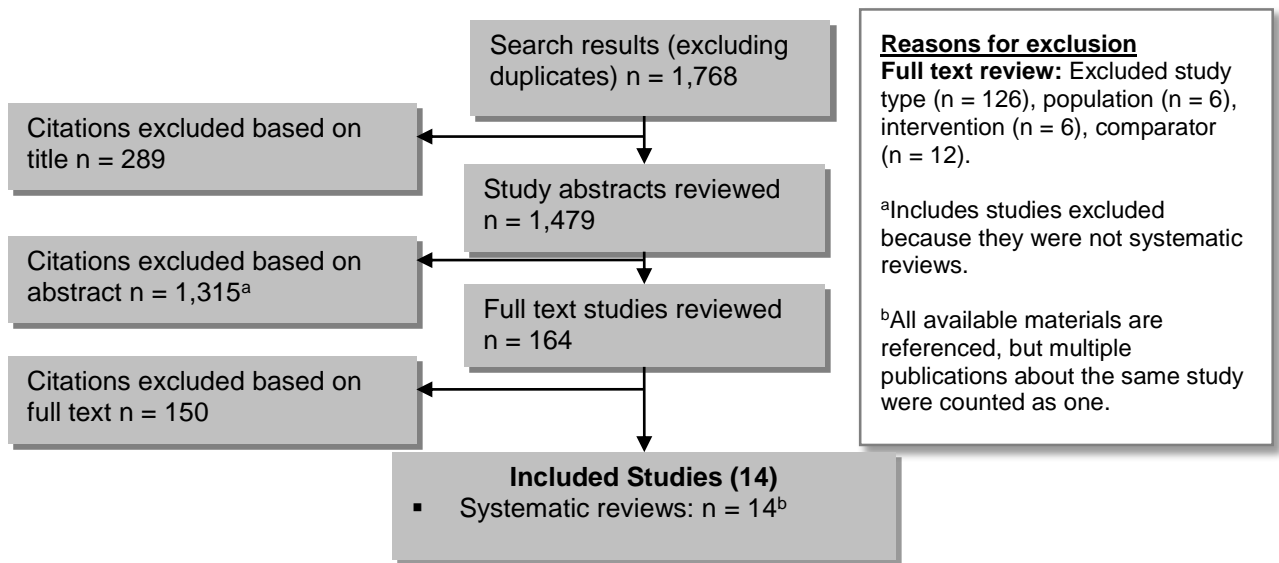 Search results (excluding
duplicates) n = 1,768
Citations excluded based on
title n = 289
Study abstracts reviewed
n = 1,479
Citations excluded based on
abstract n = 1,315ᵃ
Full text studies reviewed
n = 164
Citations excluded based on
full text n = 150
Included Studies (14)
▪ Systematic reviews: n = 14ᵇ
Reasons for exclusion
Full text review: Excluded study
type (n = 126), population (n = 6),
intervention (n = 6), comparator
(n = 12).
ᵃIncludes studies excluded
because they were not systematic
reviews.
ᵇAll available materials are
referenced, but multiple
publications about the same study
were counted as one.